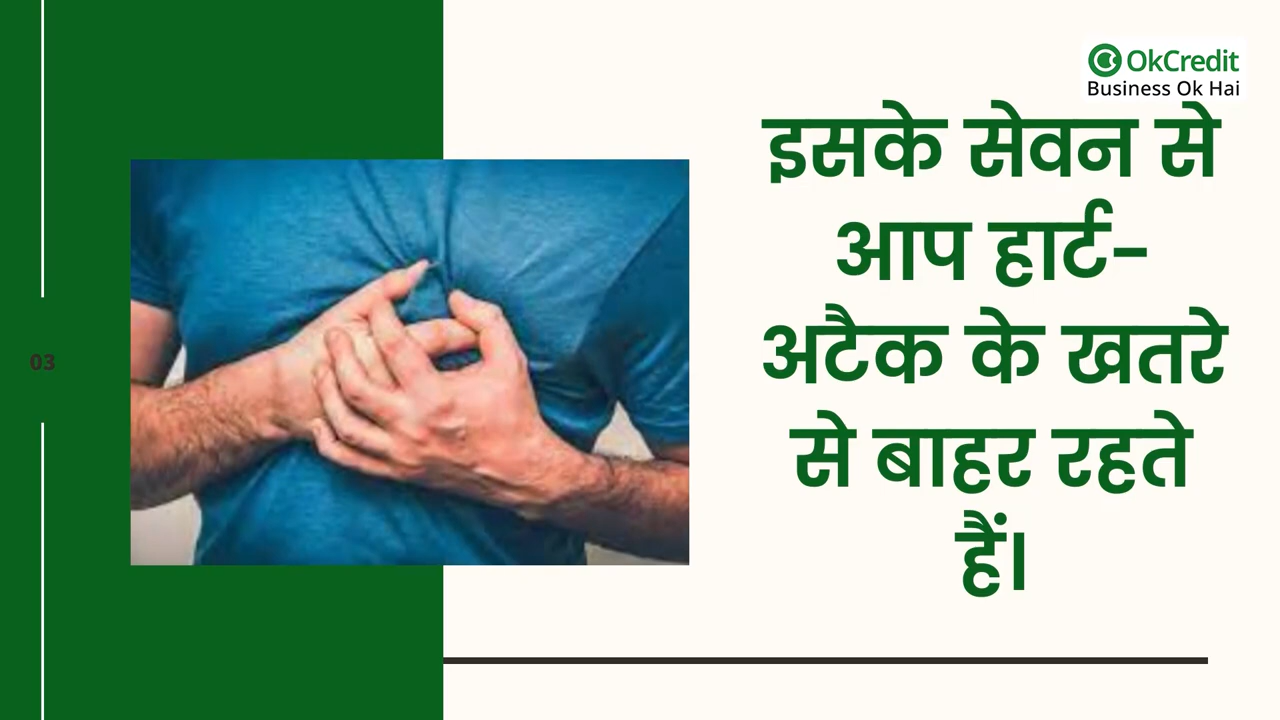 OkCredit
Business Ok Hai
इसके सेवन से
आप हार्ट-
अटैक के खतरे
से बाहर रहते
हैं।
03